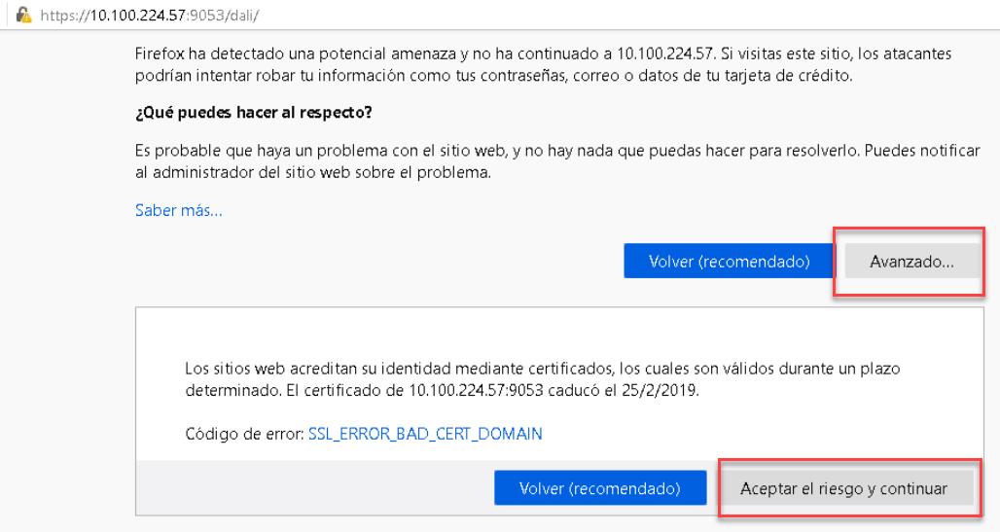 https://10.100.224.57:9053/dali/
Firefox ha detectado una potencial amenaza y no ha continuado a 10.100.224.57. Si visitas este sitio, los atacantes
podrían intentar robar tu información como tus contraseñas, correo o datos de tu tarjeta de crédito.
¿Qué puedes hacer al respecto?
Es probable que haya un problema con el sitio web, y no hay nada que puedas hacer para resolverlo. Puedes notificar
al administrador del sitio web sobre el problema.
Saber más...
Volver (recomendado) Avanzado...
Los sitios web acreditan su identidad mediante certificados, los cuales son válidos durante un plazo
determinado. El certificado de 10.100.224.57:9053 caducó el 25/2/2019.
Código de error: SSL_ERROR_BAD_CERT_DOMAIN
Volver (recomendado) Aceptar el riesgo y continuar